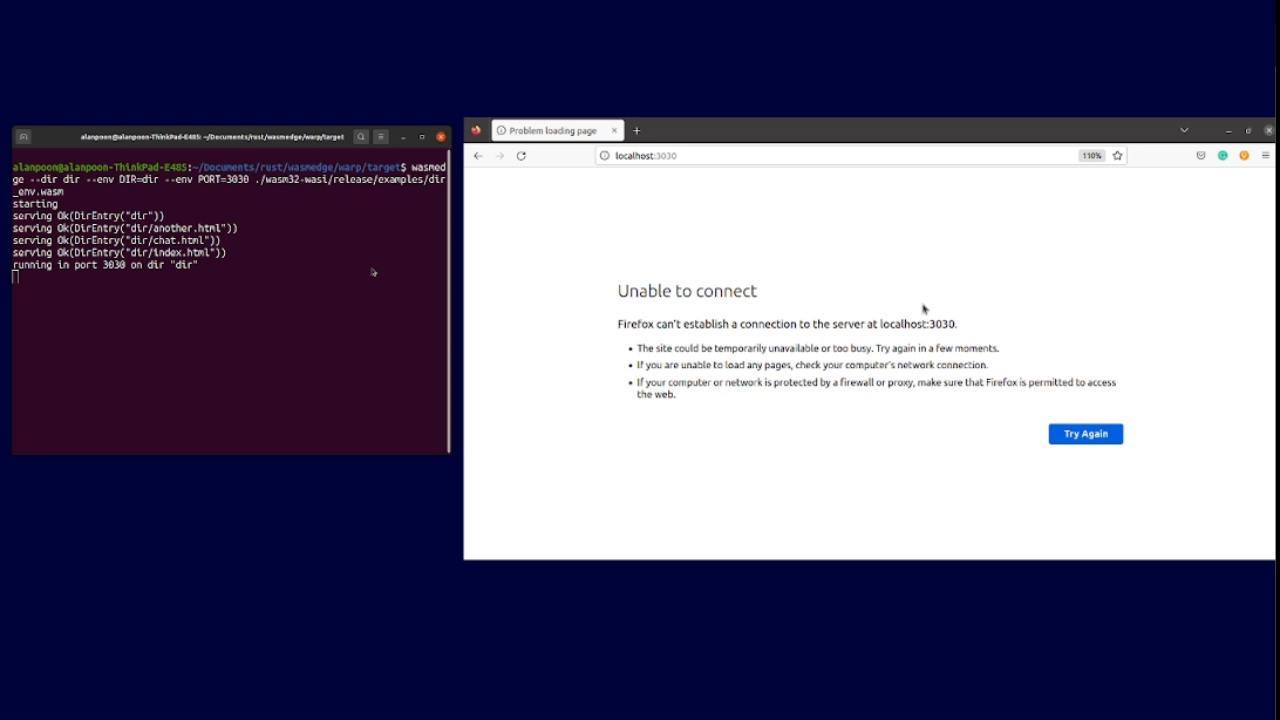 alanpoon@alanpoon-ThinkPad-E485: ~/Documents/rust/wasmedge/warp/target
alanpoon@alanpoon-ThinkPad-E485:~/Documents/rust/wasmedge/warp/target$ wasmed
ge --dir dir --env DIR=dir --env PORT=3030 ./wasm32-wasi/release/examples/dir
_env.wasm
starting
serving Ok(DirEntry("dir"))
serving Ok(DirEntry("dir/another.html"))
serving Ok(DirEntry("dir/chat.html"))
serving Ok(DirEntry("dir/index.html"))
running in port 3030 on dir "dir"
Problem loading page
localhost:3030
110%
Unable to connect
Firefox can't establish a connection to the server at localhost:3030.
• The site could be temporarily unavailable or too busy. Try again in a few moments.
• If you are unable to load any pages, check your computer's network connection.
• If your computer or network is protected by a firewall or proxy, make sure that Firefox is permitted to access
the web.
Try Again